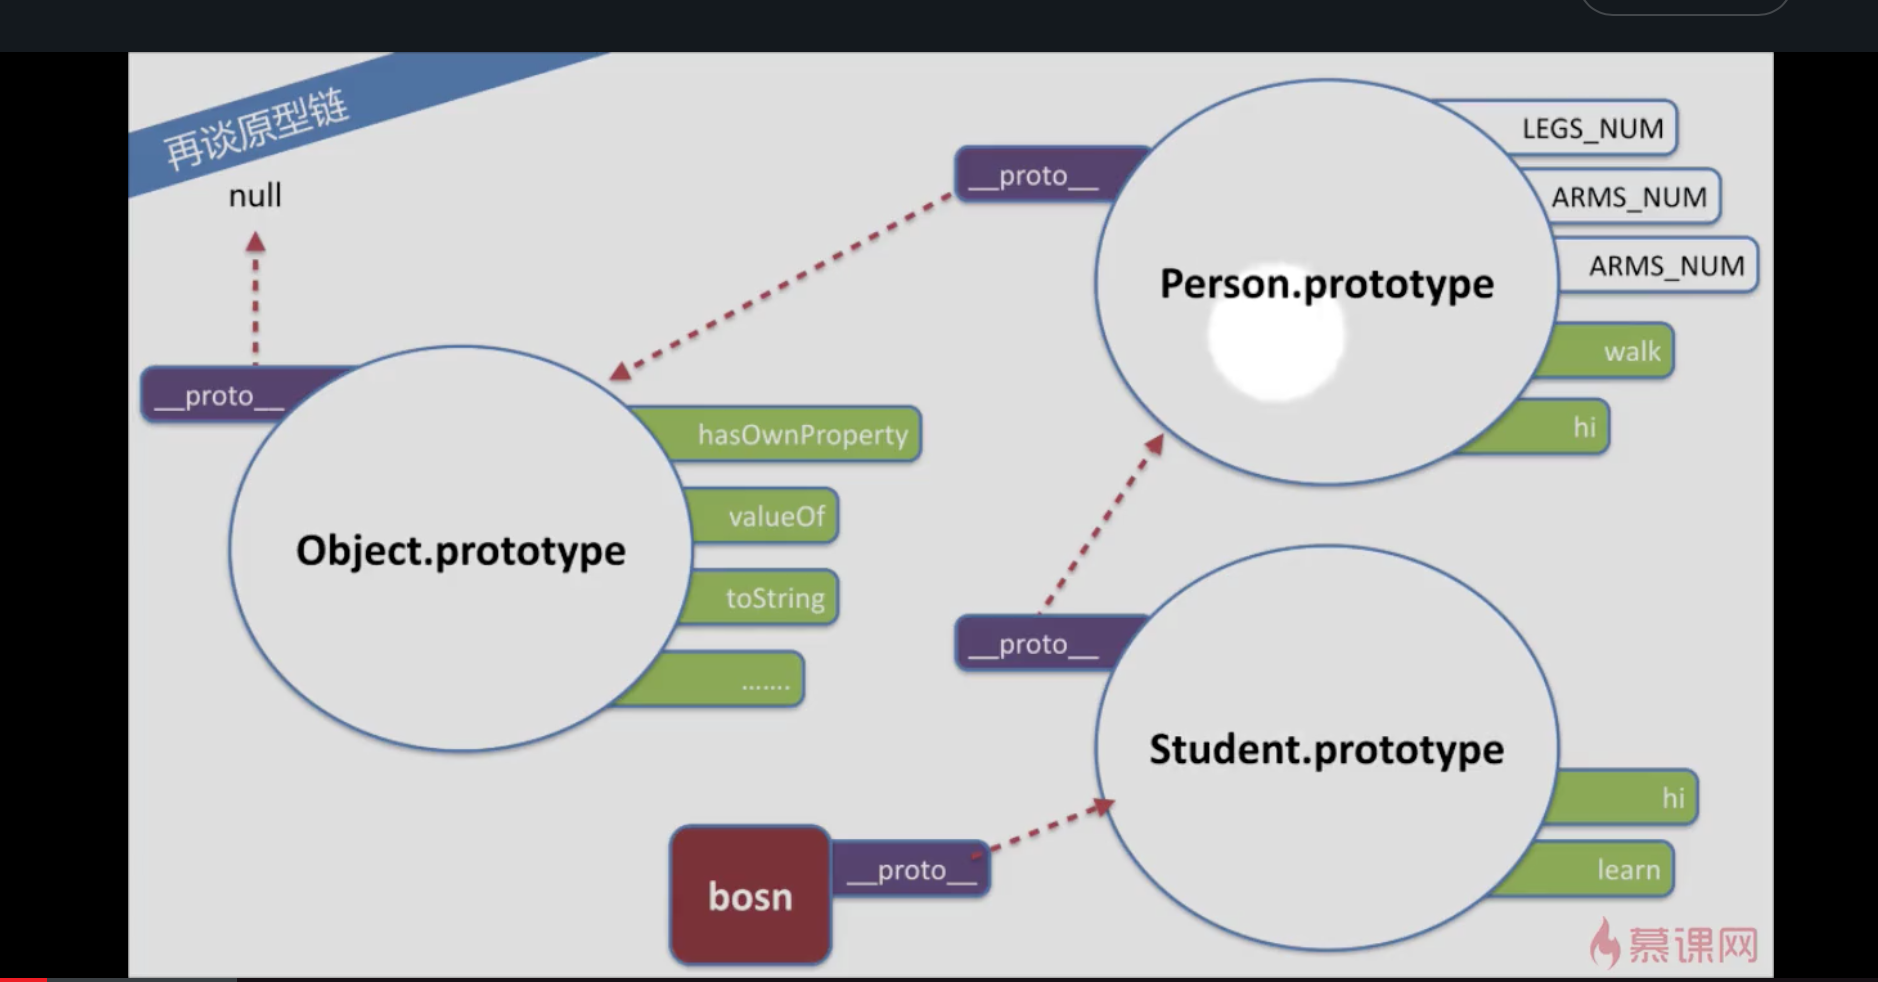 再谈原型链
null
__proto__
Object.prototype
hasOwnProperty
valueOf
toString
.......
__proto__
Person.prototype
LEGS_NUM
ARMS_NUM
ARMS_NUM
walk
hi
__proto__
Student.prototype
hi
learn
bosn
__proto__
慕课网